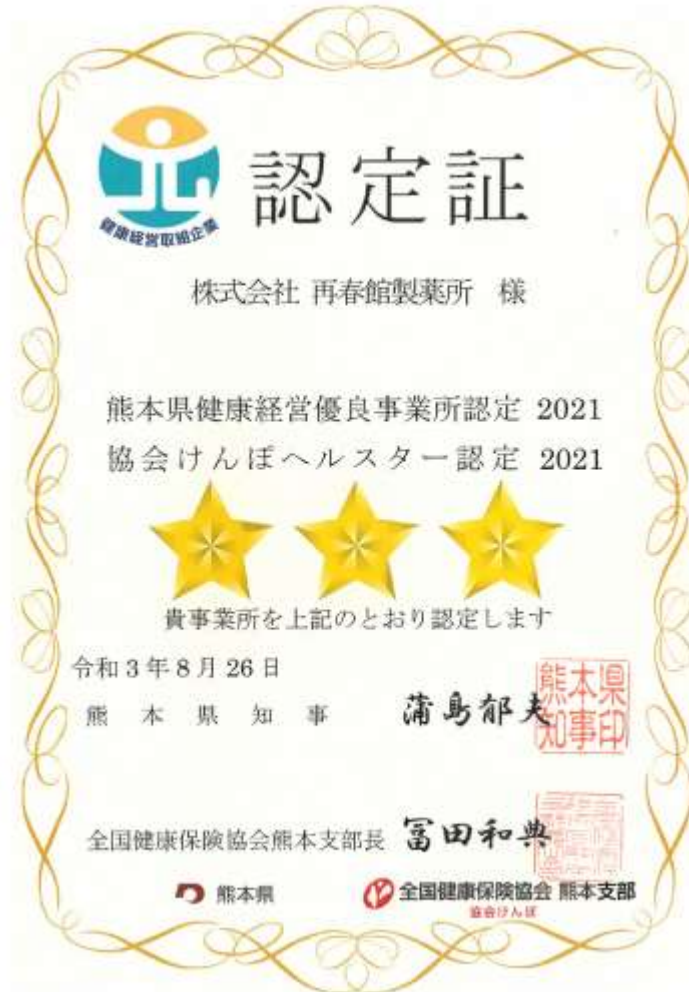 認定証
健康経営取組企業
株式会社 再春館製薬所 様
熊本県健康経営優良事業所認定 2021
協会けんぽヘルスター認定 2021
貴事業所を上記のとおり認定します
令和3年8月26日
熊本県知事 蒲島郁夫
熊本県知事印
全国健康保険協会熊本支部長 冨田和典
熊本県
全国健康保険協会 熊本支部
協会けんぽ